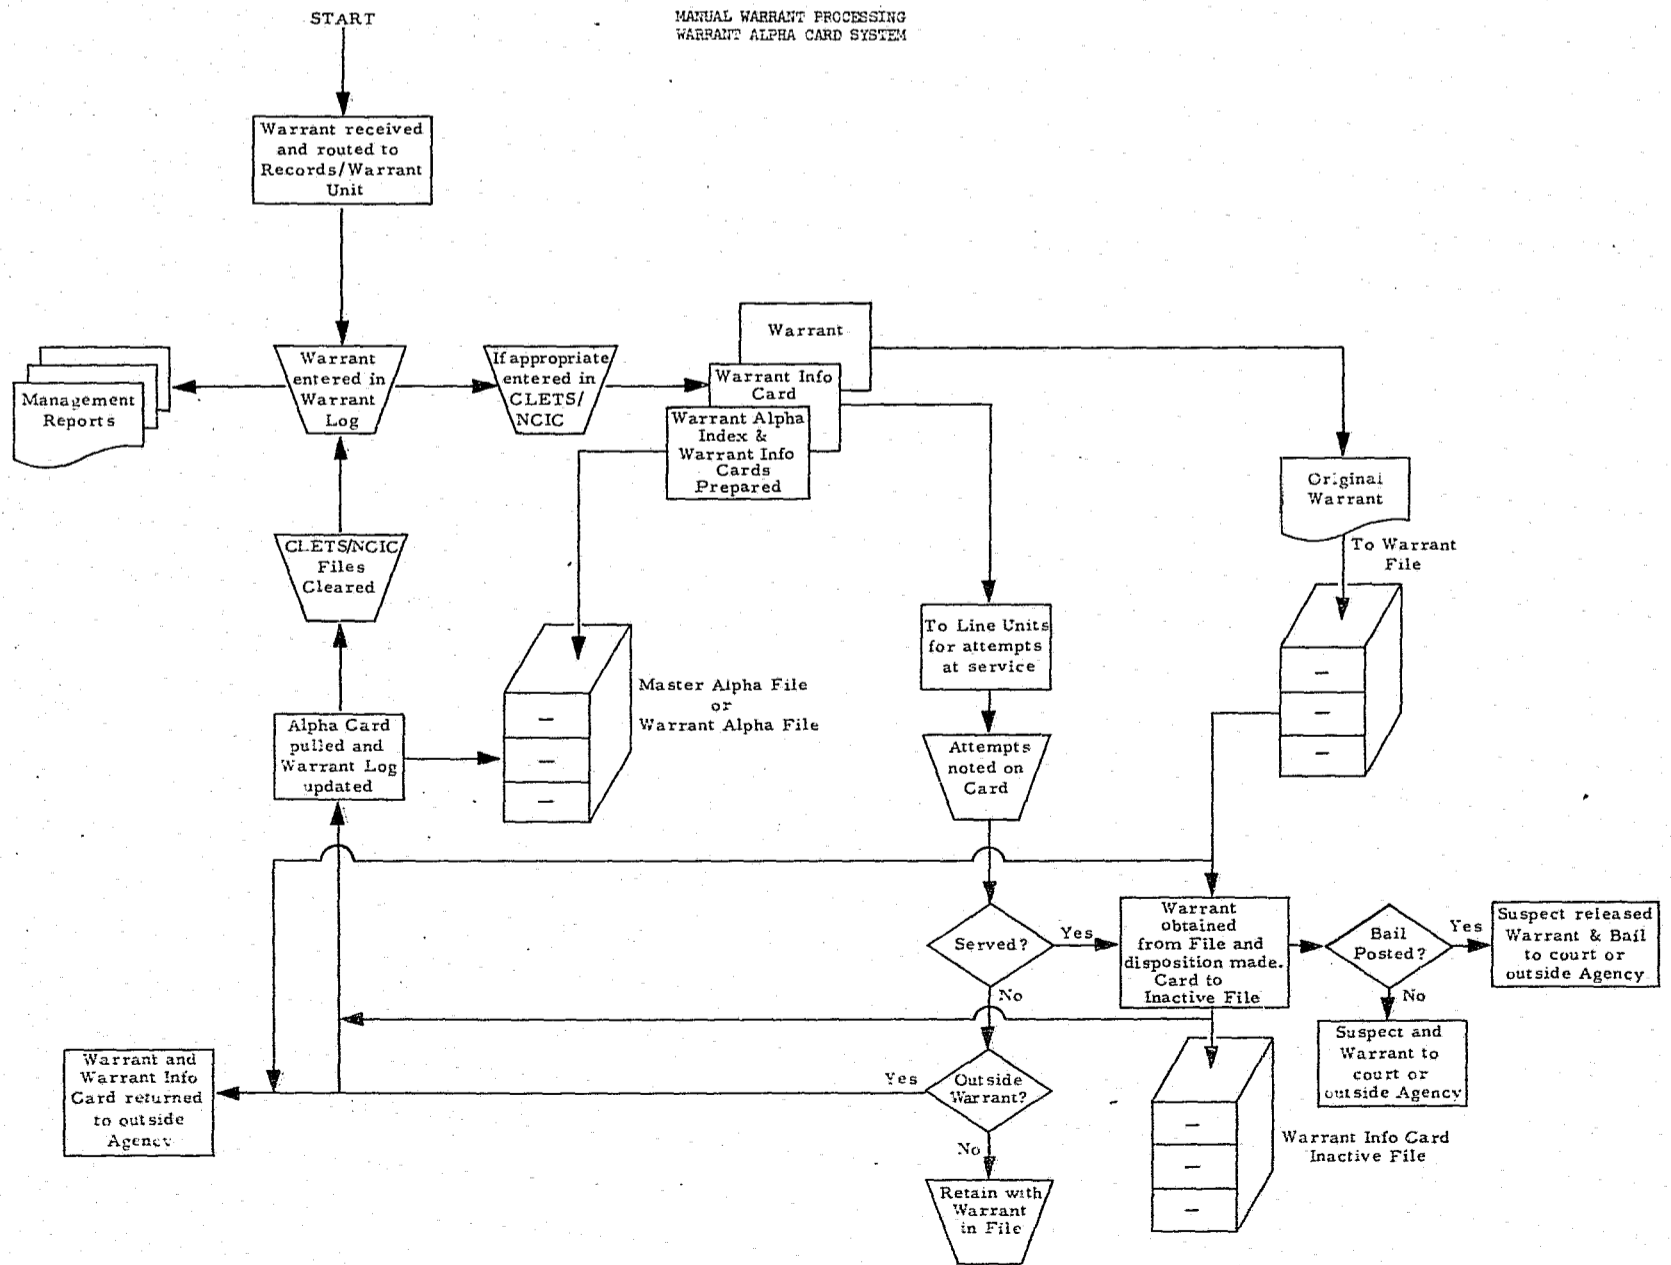 START
MANUAL WARRANT PROCESSING
WARRANT ALPHA CARD SYSTEM
Warrant received
and routed to
Records/Warrant
Unit
Management
Reports
Warrant
entered in
Warrant
Log
If appropriate
entered in
CLETS/
NCIC
Warrant
Warrant Info
Card
Warrant Alpha
Index &
Warrant Info
Cards
Prepared
Original
Warrant
To Warrant
File
CLETS/NCIC
Files
Cleared
To Line Units
for attempts
at service
Master Alpha File
or
Warrant Alpha File
Alpha Card
pulled and
Warrant Log
updated
Attempts
noted on
Card
Served?
Yes
No
Warrant
obtained
from File and
disposition made.
Card to
Inactive File
Bail
Posted?
Yes
No
Suspect released
Warrant & Bail
to court or
outside Agency
Suspect and
Warrant to
court or
outside Agency
Warrant and
Warrant Info
Card returned
to outside
Agency
Yes
Outside
Warrant?
No
Warrant Info Card
Inactive File
Retain with
Warrant
in File